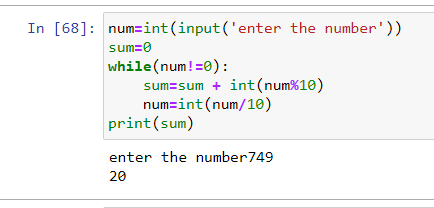 In [68]: num=int(input('enter the number'))
sum=0
while(num!=0):
    sum=sum + int(num%10)
    num=int(num/10)
print(sum)
enter the number749
20